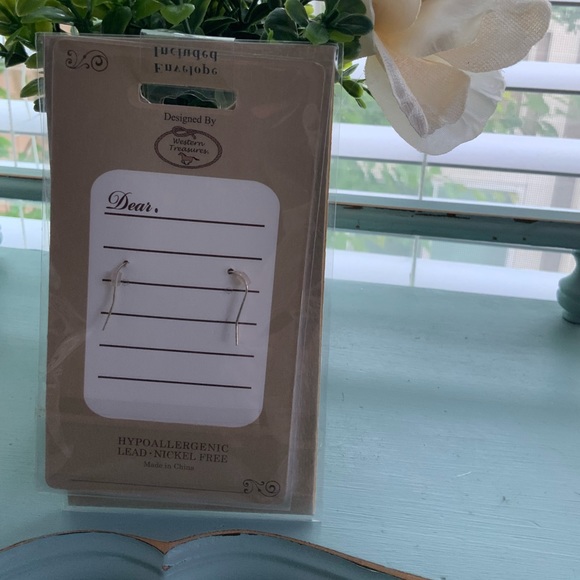 Envelope
Included
Designed By
Western
Treasures
Dear,
HYPOALLERGENIC
LEAD + NICKEL FREE
Made in China